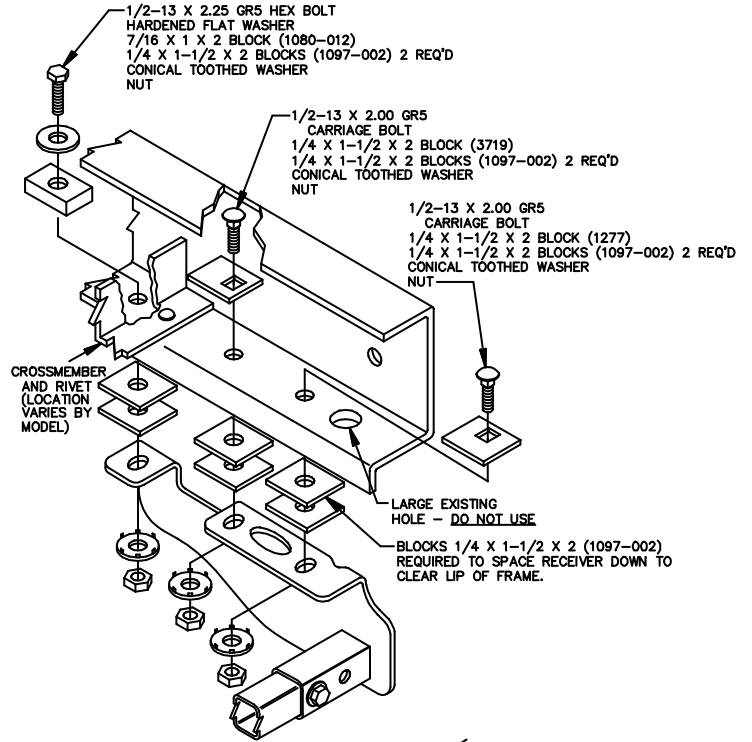 1/2-13 X 2.25 GR5 HEX BOLT
HARDENED FLAT WASHER
7/16 X 1 X 2 BLOCK (1080-012)
1/4 X 1-1/2 X 2 BLOCKS (1097-002) 2 REQ'D
CONICAL TOOTHED WASHER
NUT
1/2-13 X 2.00 GR5
CARRIAGE BOLT
1/4 X 1-1/2 X 2 BLOCK (3719)
1/4 X 1-1/2 X 2 BLOCKS (1097-002) 2 REQ'D
CONICAL TOOTHED WASHER
NUT
1/2-13 X 2.00 GR5
CARRIAGE BOLT
1/4 X 1-1/2 X 2 BLOCK (1277)
1/4 X 1-1/2 X 2 BLOCKS (1097-002) 2 REQ'D
CONICAL TOOTHED WASHER
NUT
CROSSMEMBER
AND RIVET
(LOCATION
VARIES BY
MODEL)
LARGE EXISTING
HOLE - DO NOT USE
BLOCKS 1/4 X 1-1/2 X 2 (1097-002)
REQUIRED TO SPACE RECEIVER DOWN TO
CLEAR LIP OF FRAME.